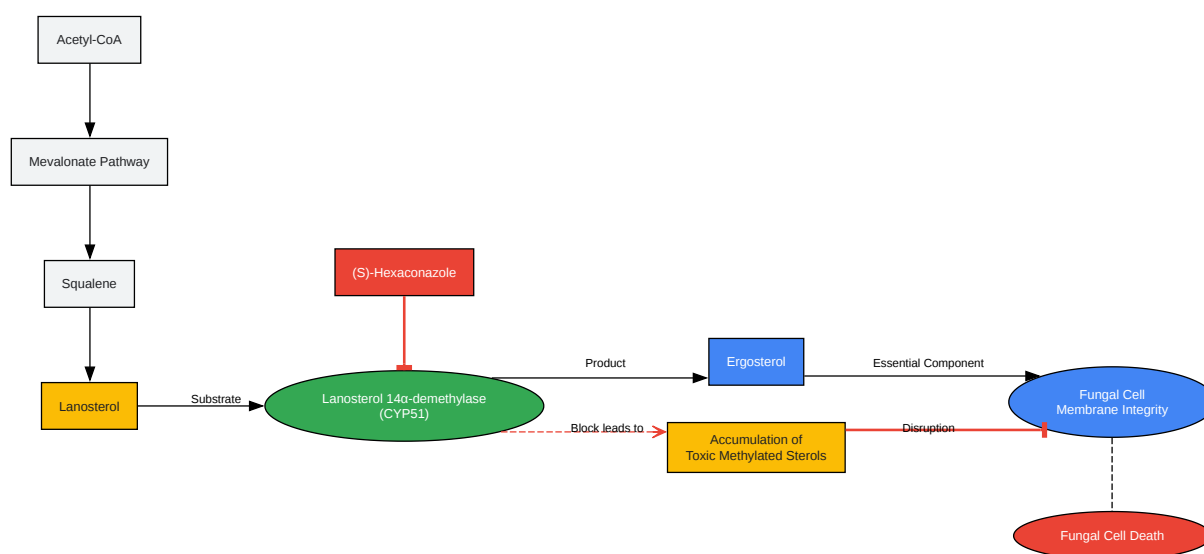 Acetyl-CoA
Mevalonate Pathway
Squalene
(S)-Hexaconazole
Lanosterol
Substrate
Lanosterol 14α-demethylase
(CYP51)
Product
Ergosterol
Essential Component
Fungal Cell
Membrane Integrity
Block leads to
Accumulation of
Toxic Methylated Sterols
Disruption
Fungal Cell Death